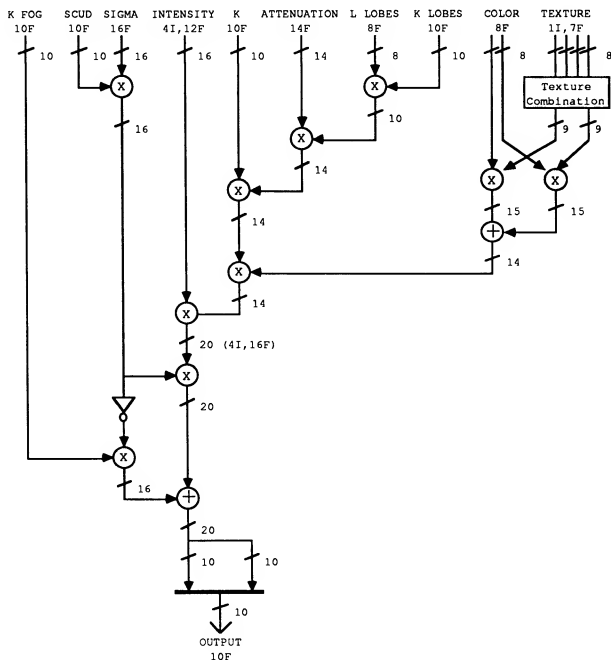 K FOG SCUD SIGMA INTENSITY K ATTENUATION L LOBES K LOBES COLOR TEXTURE
10F 10F 16F 4I,12F 10F 14F 8F 10F 8F 1I,7F
10 10 16 16 10 14 8 10 8 8
X X Texture
Combination
16 10 9 9
X
14
X X X
14 15 15
+
X 14
14
X
20 (4I,16F)
X
20
X
16 +
20
10 10
10
OUTPUT
10F